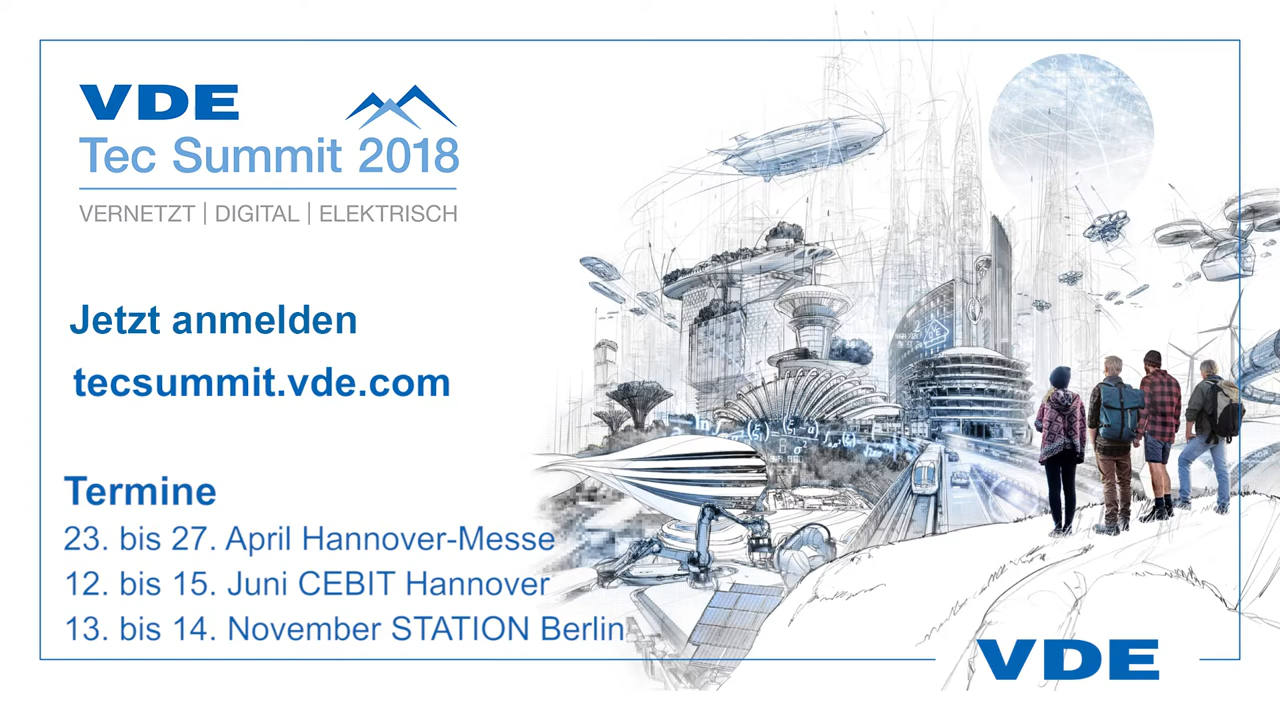 VDE
Tec Summit 2018
VERNETZT | DIGITAL | ELEKTRISCH
Jetzt anmelden
tecsummit.vde.com
Termine
23. bis 27. April Hannover-Messe
12. bis 15. Juni CEBIT Hannover
13. bis 14. November STATION Berlin
VDE